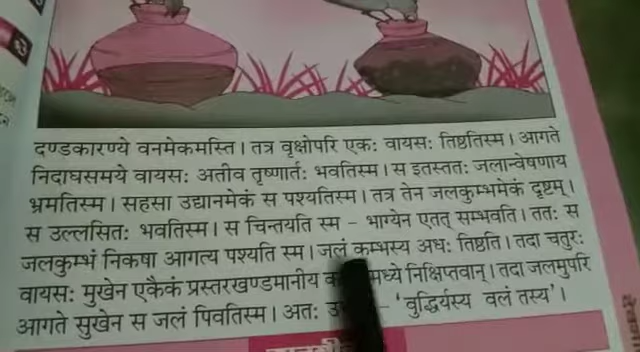 दण्डकारण्ये वनमेकमस्ति। तत्र वृक्षोपरि एकः वायसः तिष्ठतिस्म। आगते
निदाघसमये वायसः अतीव तृष्णार्तः भवतिस्म। स इतस्ततः जलान्वेषणाय
भ्रमतिस्म। सहसा उद्यानमेकं स पश्यतिस्म। तत्र तेन जलकुम्भमेकं दृष्टम्।
स उल्लसितः भवतिस्म। स चिन्तयति स्म – भाग्येन एतत् सम्भवति। ततः स
जलकुम्भं निकषा आगत्य पश्यति स्म। जलं कुम्भस्य अधः तिष्ठति। तदा चतुरः
वायसः मुखेन एकैकं प्रस्तरखण्डमानीय मध्ये निक्षिप्तवान्। तदा जलमुपरि
आगते सुखेन स जलं पिवतिस्म। अतः – 'बुद्धिर्यस्य वलं तस्य'।